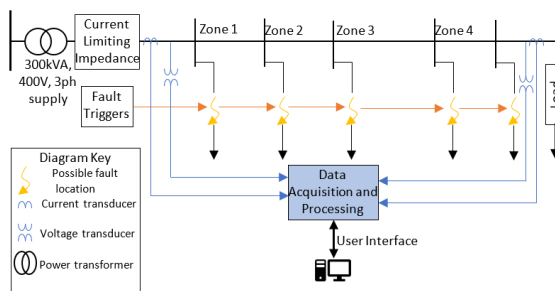 Current
Limiting
Impedance
Zone 1
Zone 2
Zone 3
Zone 4
300kVA,
400V, 3ph
supply
Fault
Triggers
Load
Diagram Key
Possible fault
location
Current transducer
Voltage transducer
Power transformer
Data
Acquisition and
Processing
User Interface